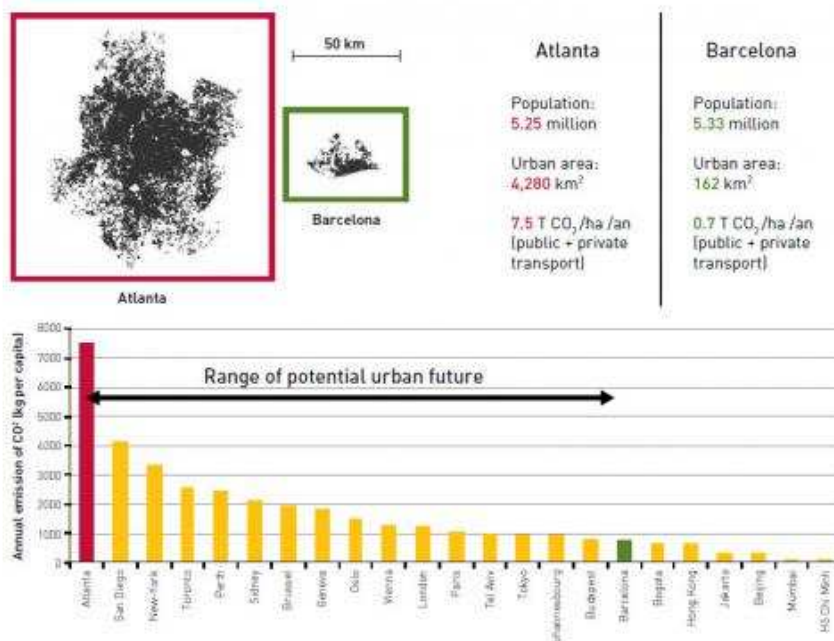 50 km
Atlanta
Barcelona
Atlanta
Population:
5.25 million
Urban area:
4,280 km²
7.5 T CO₂/ha /an
(public + private
transport)
Barcelona
Population:
5.33 million
Urban area:
162 km²
0.7 T CO₂/ha /an
(public + private
transport)
Annual emission of CO² (kg per capita)
8000
7000
6000
5000
4000
3000
2000
1000
0
Range of potential urban future
Atlanta
San Diego
New-York
Toronto
Perth
Sidney
Brussel
Geneva
Oslo
Vienna
London
Paris
Tel Aviv
Tokyo
ohannesbourg
Budapest
Barcelona
Bogota
Hong Kong
Jakarta
Beijing
Mumbai
HS Chi Minh